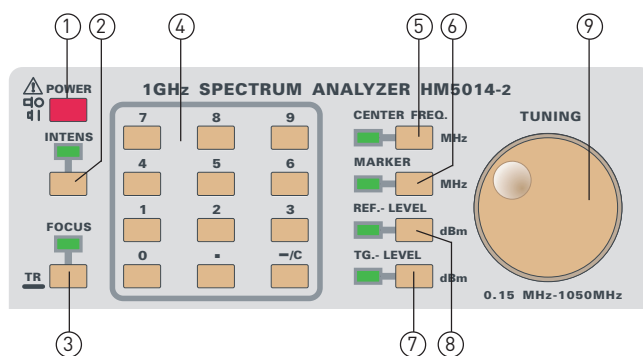 1 2 4 5 6 9
POWER
1GHz SPECTRUM ANALYZER HM5014-2
INTENS
7 8 9
CENTER FREQ.
MHz
TUNING
4 5 6
MARKER
MHz
1 2 3
REF.- LEVEL
dBm
FOCUS
TR
0 . –/C
TG.- LEVEL
dBm
0.15 MHz-1050MHz
3 7 8